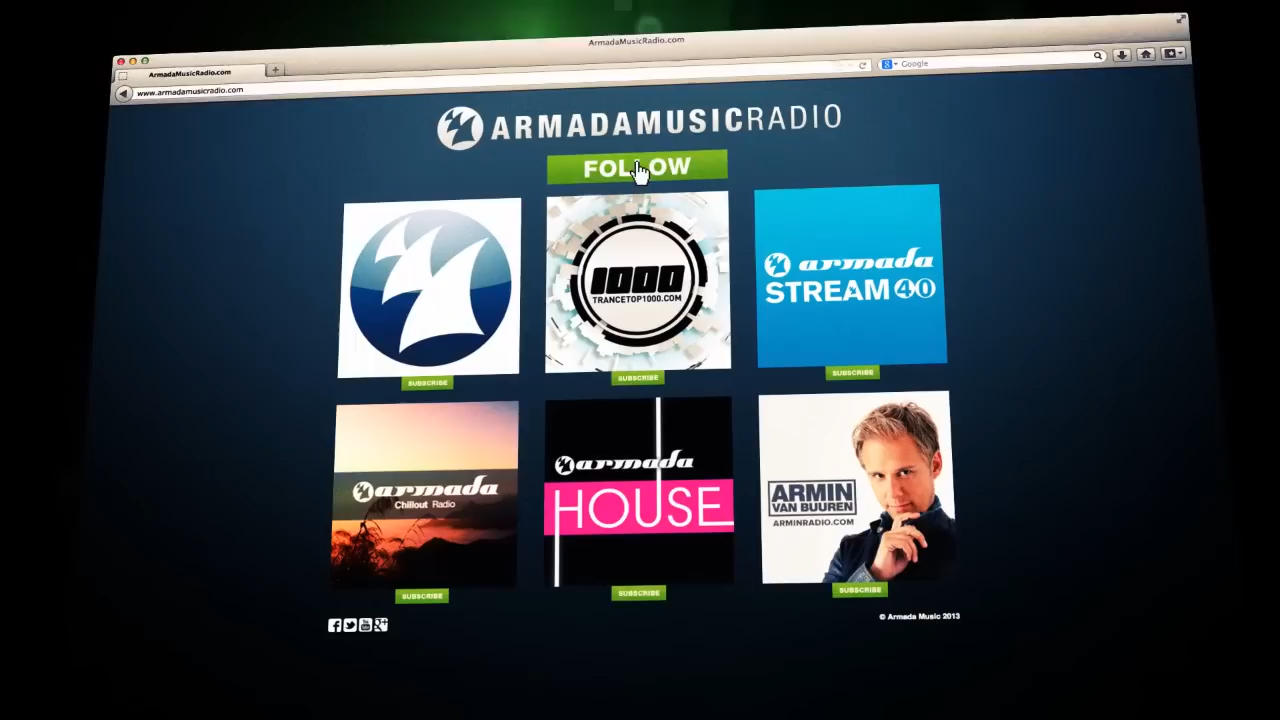 ArmadaMusicRadio.com
ArmadaMusicRadio.com
www.armadamusicradio.com
Google
ARMADAMUSICRADIO
FOLLOW
1000
TRANCETOP1000.COM
armada
STREAM 40
SUBSCRIBE
SUBSCRIBE
SUBSCRIBE
armada
Chillout Radio
armada
HOUSE
ARMIN
VAN BUUREN
ARMINRADIO.COM
SUBSCRIBE
SUBSCRIBE
SUBSCRIBE
© Armada Music 2013